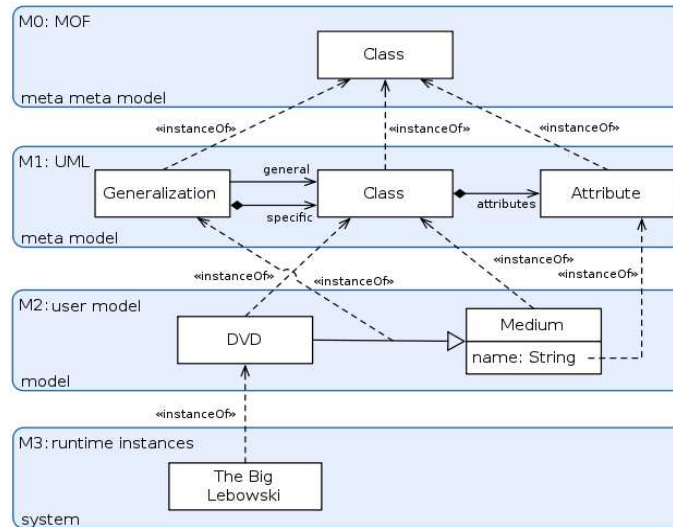 M0: MOF
Class
meta meta model
«instanceOf»
«instanceOf»
«instanceOf»
M1: UML
general
Generalization
Class
Attribute
specific
attributes
meta model
«instanceOf»
«instanceOf»
«instanceOf»
«instanceOf»
M2: user model
Medium
DVD
name: String
model
«instanceOf»
M3: runtime instances
The Big
Lebowski
system